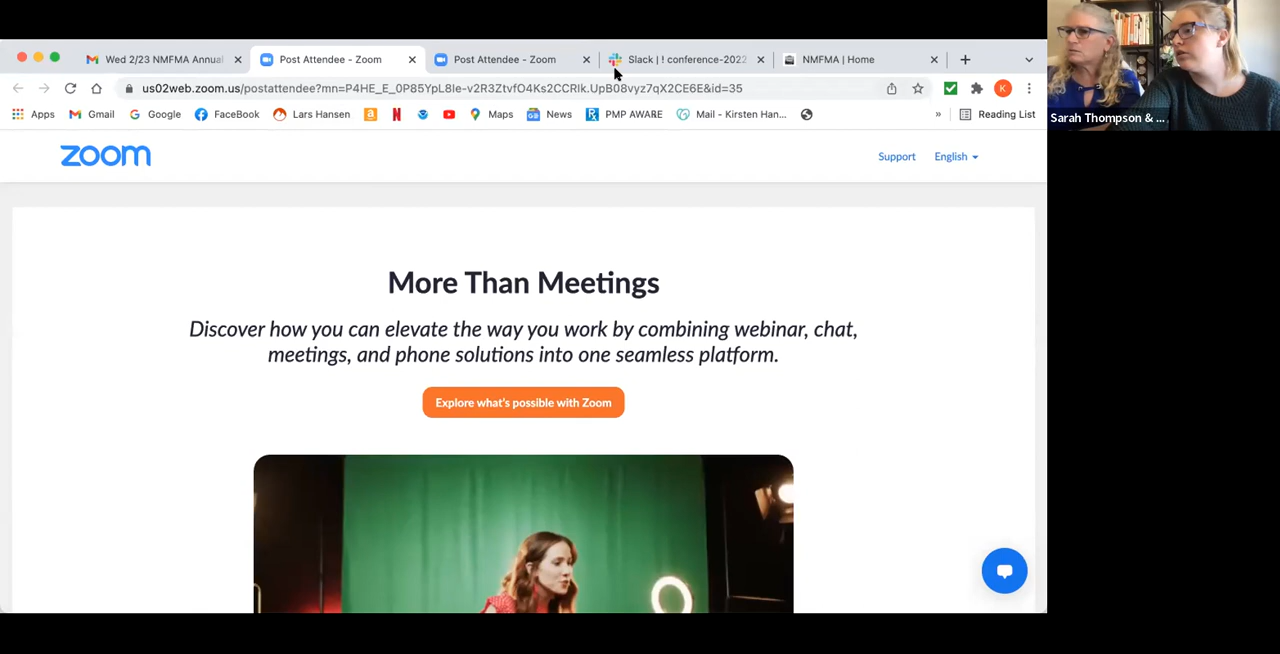 Wed 2/23 NMFMA Annual
Post Attendee - Zoom
Post Attendee - Zoom
Slack | ! conference-2022
NMFMA | Home
us02web.zoom.us/postattendee?mn=P4HE_E_0P85YpL8Ie-v2R3ZtvfO4Ks2CCRIk.UpB08vyz7qX2CE6E&id=35
K
Apps
Gmail
Google
FaceBook
Lars Hansen
Maps
News
PMP AWARE
Mail - Kirsten Han...
»
Reading List
zoom
Support
English
More Than Meetings
Discover how you can elevate the way you work by combining webinar, chat,
meetings, and phone solutions into one seamless platform.
Explore what's possible with Zoom
Sarah Thompson & ...